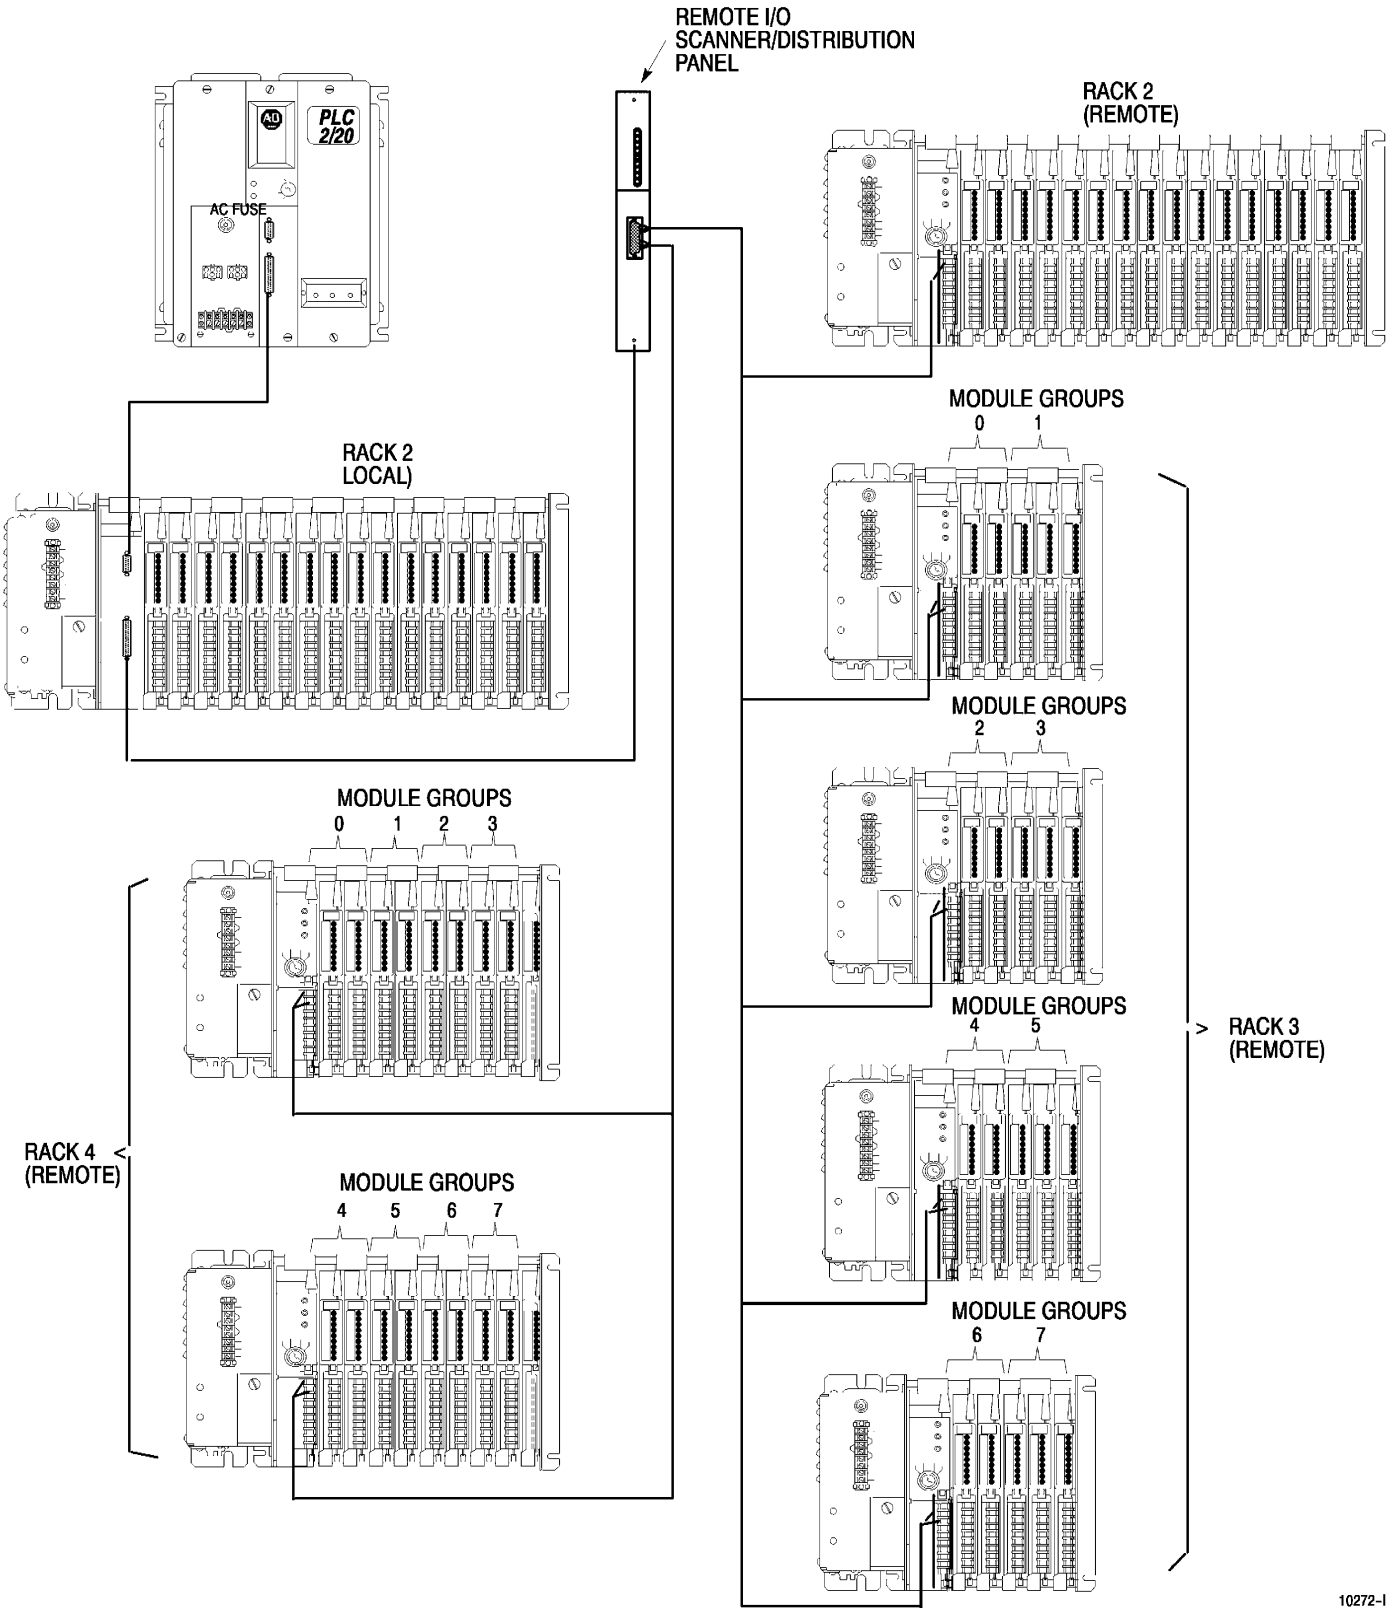 REMOTE I/O
SCANNER/DISTRIBUTION
PANEL
RACK 2
(REMOTE)
AB
PLC
2/20
AC FUSE
MODULE GROUPS
0 1
RACK 2
LOCAL)
MODULE GROUPS
2 3
MODULE GROUPS
0 1 2 3
MODULE GROUPS
4 5
> RACK 3
(REMOTE)
RACK 4 <
(REMOTE)
MODULE GROUPS
4 5 6 7
MODULE GROUPS
6 7
10272-I